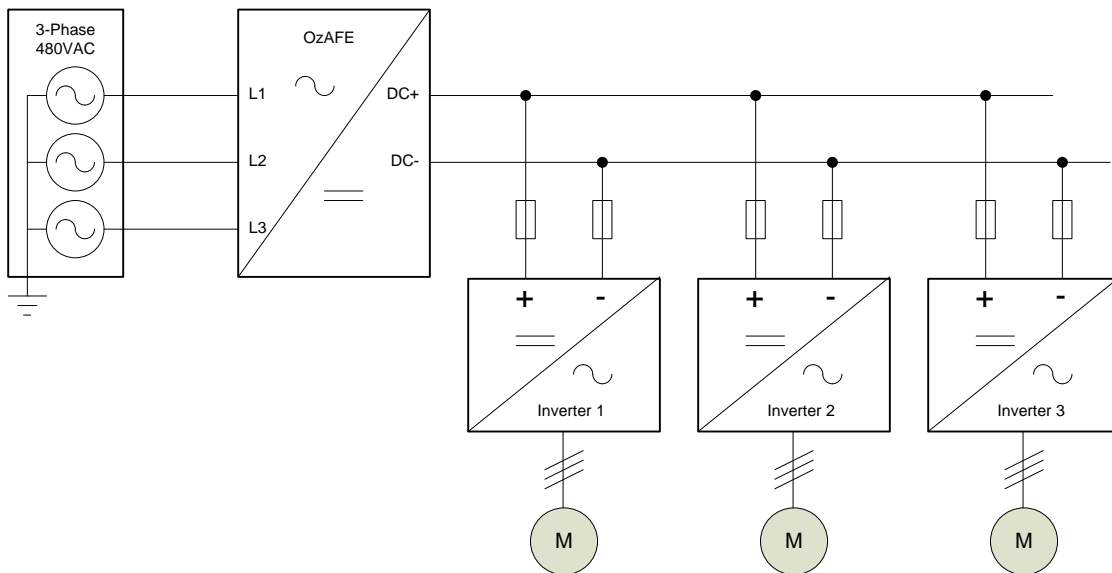 3-Phase
480VAC
OzAFE
L1
DC+
L2
DC-
L3
+
-
+
-
+
-
Inverter 1
Inverter 2
Inverter 3
M
M
M